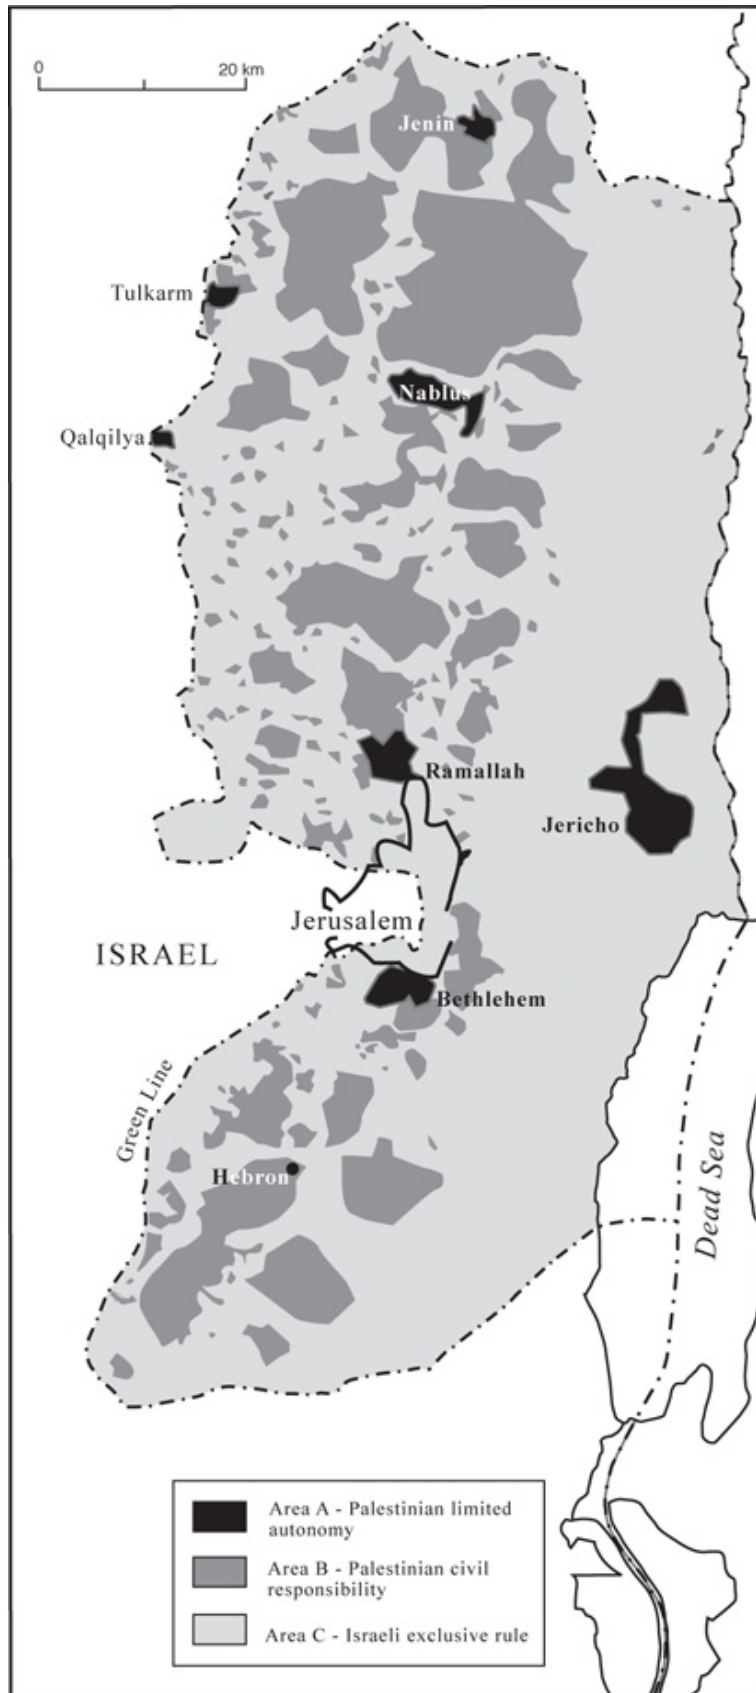 0
20 km
Jenin
Tulkarm
Nablus
Qalqilya
Ramallah
Jericho
Jerusalem
ISRAEL
Bethlehem
Green Line
Hebron
Dead Sea
Area A - Palestinian limited
autonomy
Area B - Palestinian civil
responsibility
Area C - Israeli exclusive rule